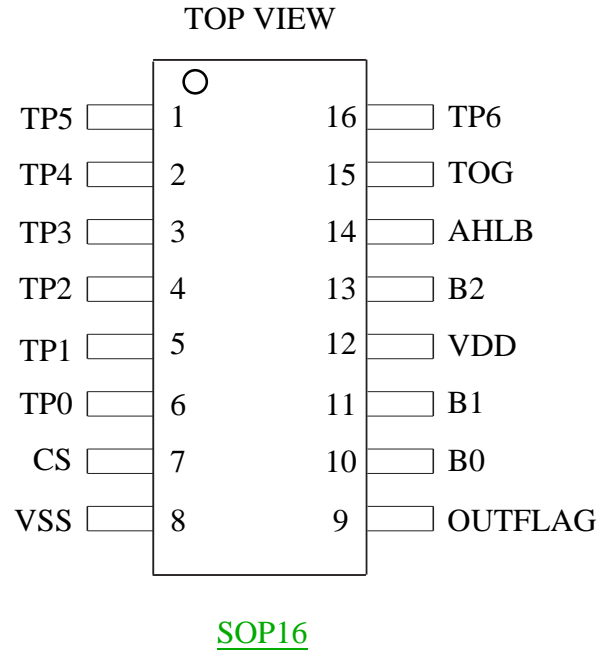 TOP VIEW
TP5 1 16 TP6
TP4 2 15 TOG
TP3 3 14 AHLB
TP2 4 13 B2
TP1 5 12 VDD
TP0 6 11 B1
CS 7 10 B0
VSS 8 9 OUTFLAG
SOP16